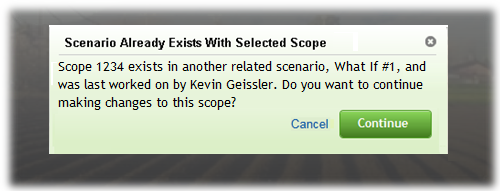 Scenario Already Exists With Selected Scope
Scope 1234 exists in another related scenario, What If #1, and
was last worked on by Kevin Geissler. Do you want to continue
making changes to this scope?
Cancel Continue